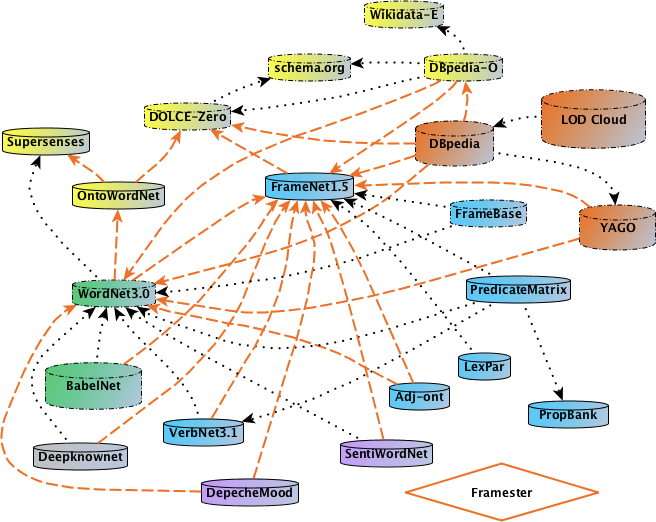 Wikidata-E
schema.org
DBpedia-O
DOLCE-Zero
LOD Cloud
Supersenses
DBpedia
OntoWordNet
FrameNet1.5
FrameBase
YAGO
WordNet3.0
PredicateMatrix
LexPar
BabelNet
Adj-ont
PropBank
VerbNet3.1
Deepknownet
SentiWordNet
DepecheMood
Framester